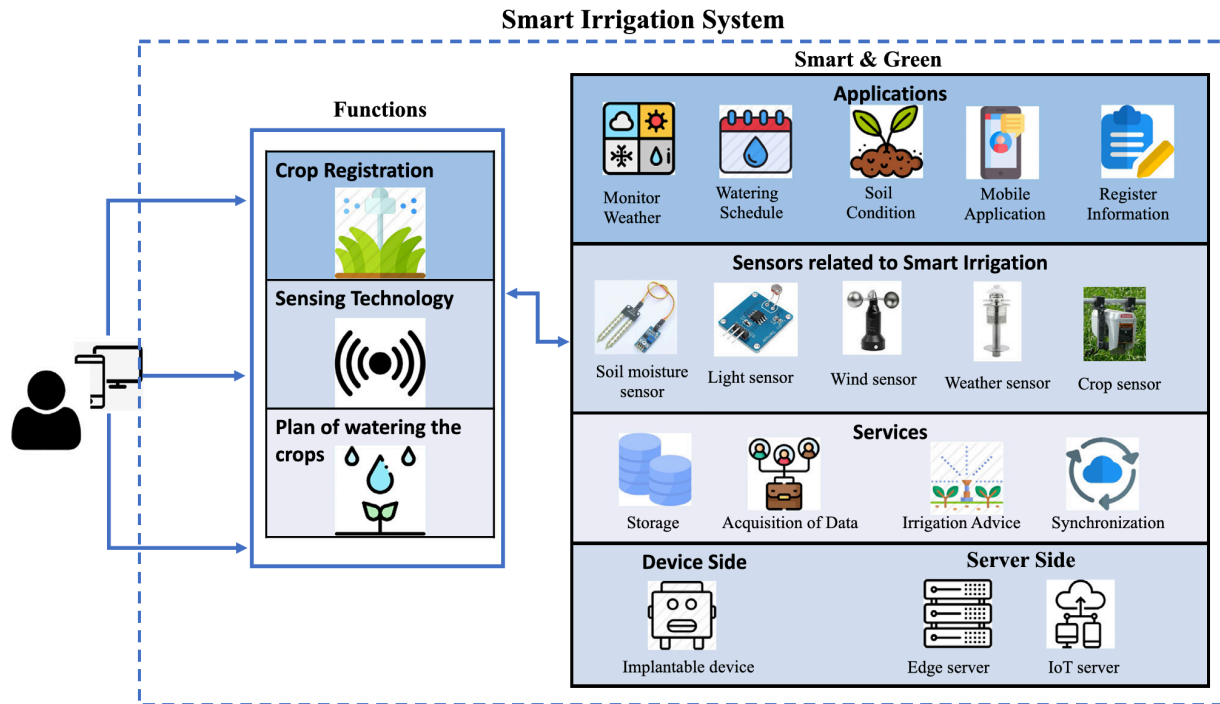 Smart Irrigation System
Smart & Green
Functions
Crop Registration
Sensing Technology
Plan of watering the
crops
Applications
Monitor
Weather
Watering
Schedule
Soil
Condition
Mobile
Application
Register
Information
Sensors related to Smart Irrigation
Soil moisture
sensor
Light sensor
Wind sensor
Weather sensor
Crop sensor
Services
Storage
Acquisition of Data
Irrigation Advice
Synchronization
Device Side
Server Side
Implantable device
Edge server
IoT server